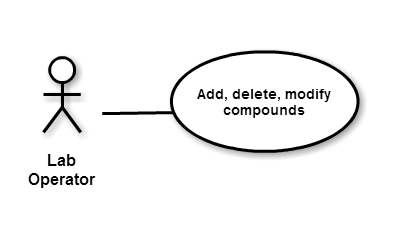 Add, delete, modify
compounds
Lab
Operator